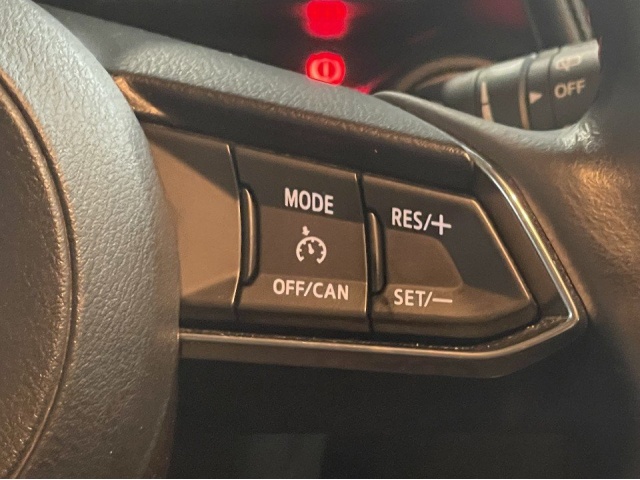 OFF
MODE
RES/+
OFF/CAN
SET/—